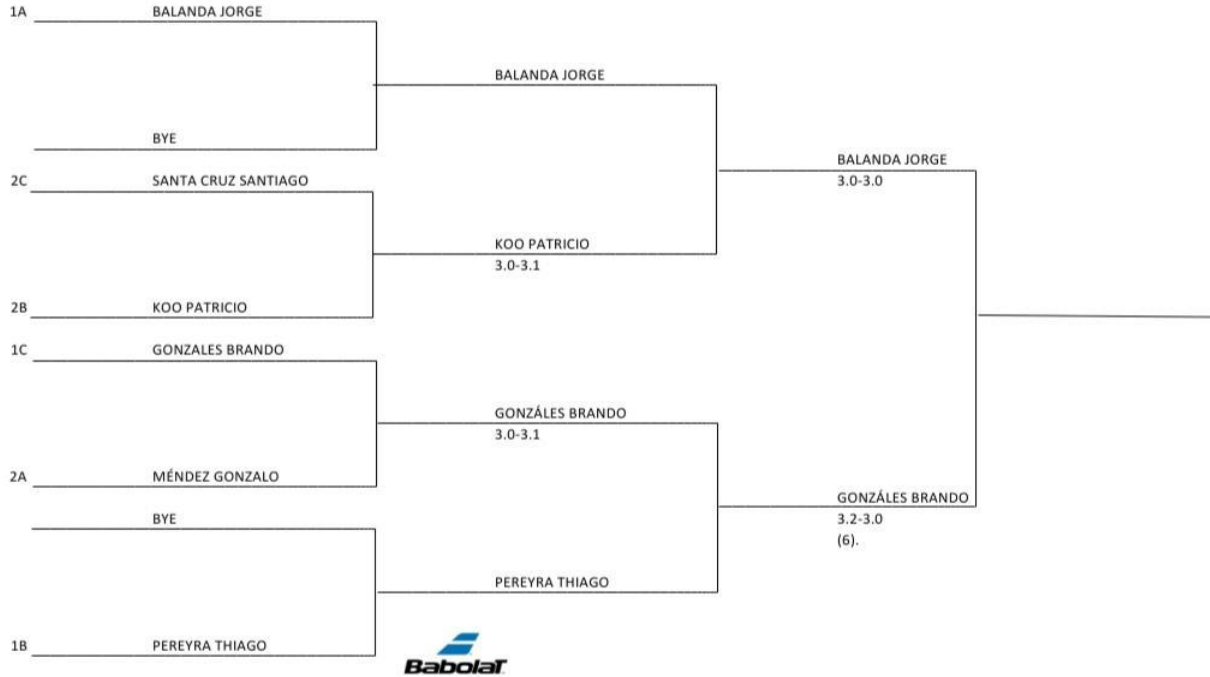 1A BALANDA JORGE
BALANDA JORGE
BYE
BALANDA JORGE
3.0-3.0
2C SANTA CRUZ SANTIAGO
KOO PATRICIO
3.0-3.1
2B KOO PATRICIO
1C GONZALES BRANDO
GONZÁLES BRANDO
3.0-3.1
2A MÉNDEZ GONZALO
GONZÁLES BRANDO
3.2-3.0
(6).
BYE
PEREYRA THIAGO
1B PEREYRA THIAGO
BabolaT